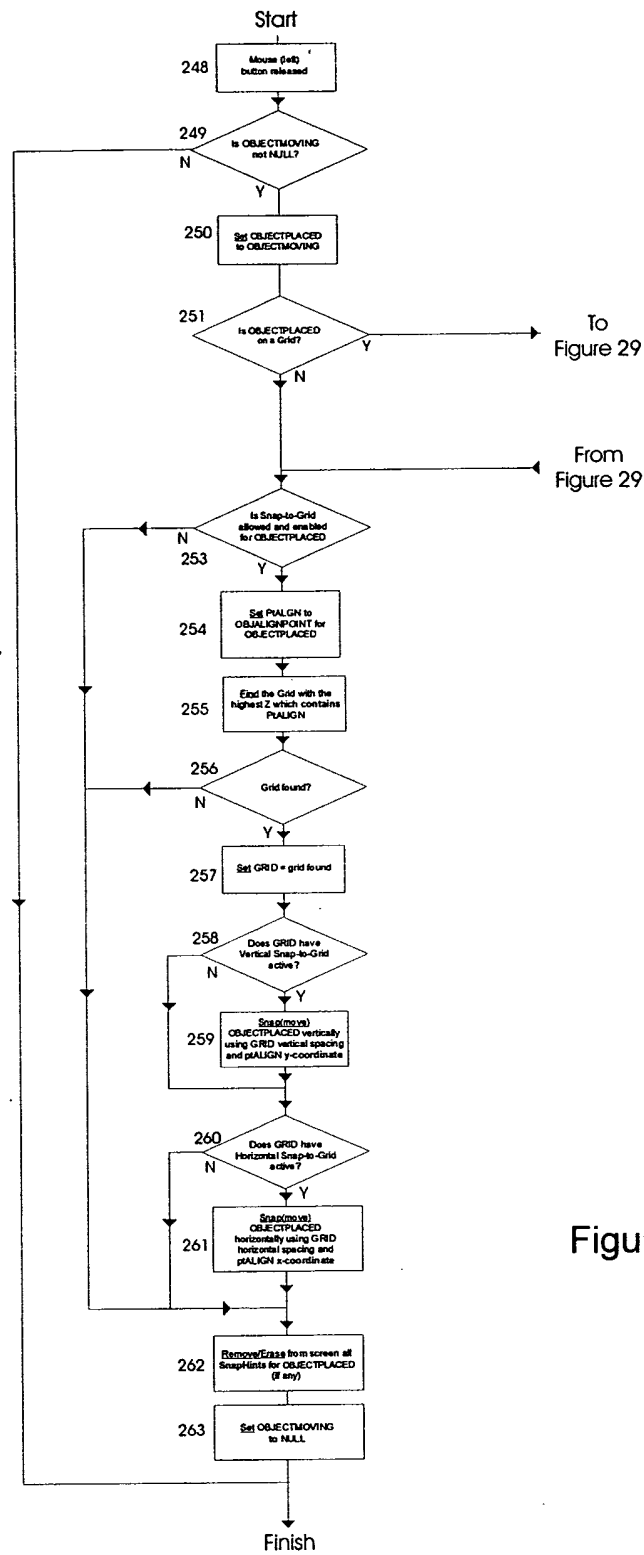 Start
248
Mouse (left)
button released
249
N
Is OBJECTMOVING
not NULL?
Y
250
Set OBJECTPLACED
to OBJECTMOVING
251
Is OBJECTPLACED
on a Grid?
Y
N
To
Figure 29
From
Figure 29
Is Snap-to-Grid
allowed and enabled
for OBJECTPLACED
N
253
Y
254
Set PtALGN to
OBJALIGNPOINT for
OBJECTPLACED
255
Find the Grid with the
highest Z which contains
PtALIGN
256
N
Grid found?
Y
257
Set GRID = grid found
258
N
Does GRID have
Vertical Snap-to-Grid
active?
Y
259
Snap(move)
OBJECTPLACED vertically
using GRID vertical spacing
and ptALIGN y-coordinate
260
N
Does GRID have
Horizontal Snap-to-Grid
active?
Y
261
Snap(move)
OBJECTPLACED
horizontally using GRID
horizontal spacing and
ptALIGN x-coordinate
Figu
262
Remove/Erase from screen all
SnapHints for OBJECTPLACED
(if any)
263
Set OBJECTMOVING
to NULL
Finish